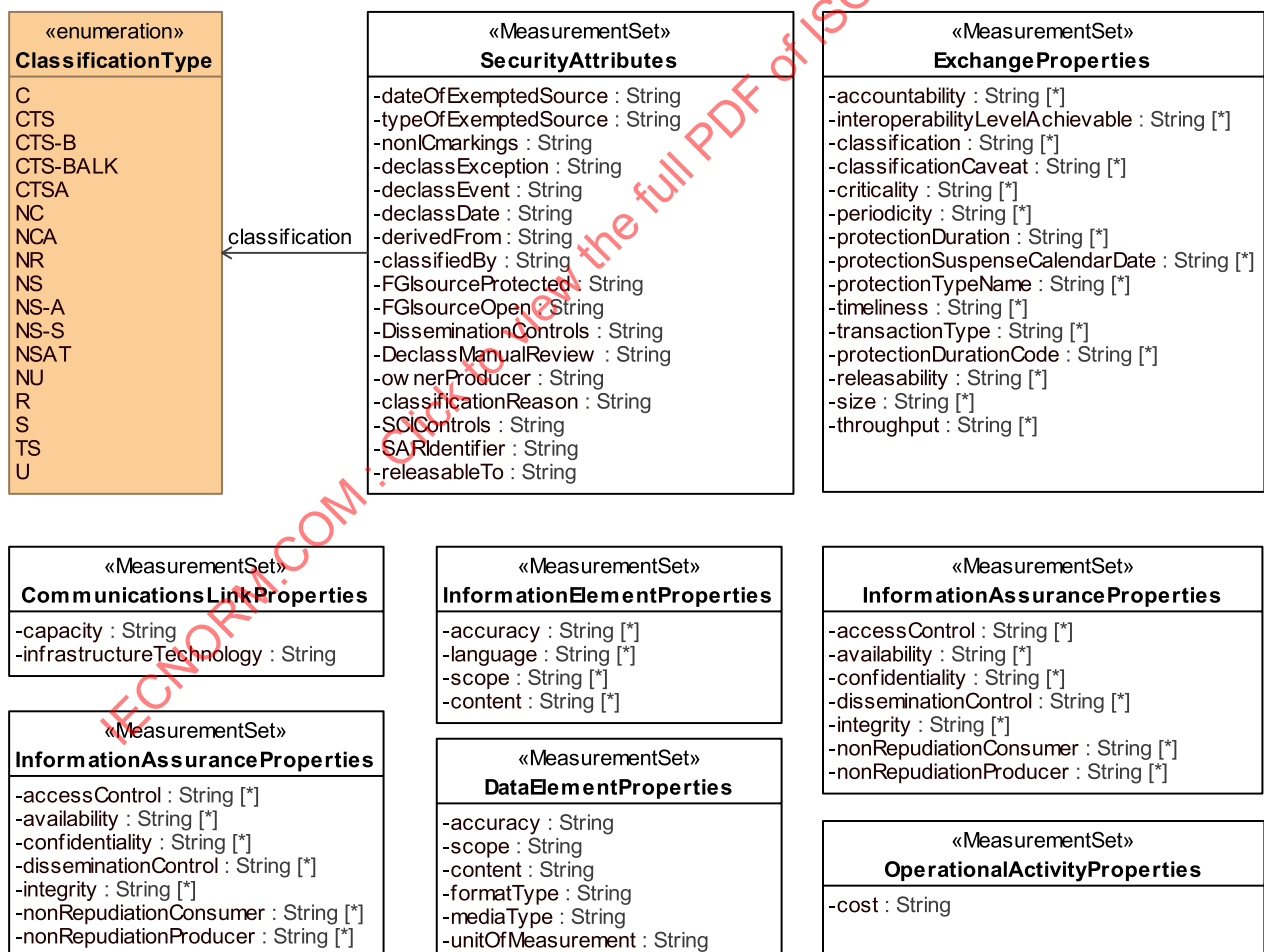 «enumeration»
ClassificationType
C
CTS
CTS-B
CTS-BALK
CTSA
NC
NCA
NR
NS
NS-A
NS-S
NSAT
NU
R
S
TS
U
classification
«MeasurementSet»
SecurityAttributes
-dateOfExemptedSource : String
-typeOfExemptedSource : String
-nonICmarkings : String
-declassException : String
-declassEvent : String
-declassDate : String
-derivedFrom : String
-classifiedBy : String
-FGIsourceProtected : String
-FGIsourceOpen : String
-DisseminationControls : String
-DeclassManualReview : String
-ownerProducer : String
-classificationReason : String
-SCIControls : String
-SARIdentifier : String
-releasableTo : String
«MeasurementSet»
ExchangeProperties
-accountability : String [*]
-interoperabilityLevelAchievable : String [*]
-classification : String [*]
-classificationCaveat : String [*]
-criticality : String [*]
-periodicity : String [*]
-protectionDuration : String [*]
-protectionSuspenseCalendarDate : String [*]
-protectionTypeName : String [*]
-timeliness : String [*]
-transactionType : String [*]
-protectionDurationCode : String [*]
-releasability : String [*]
-size : String [*]
-throughput : String [*]
«MeasurementSet»
CommunicationsLinkProperties
-capacity : String
-infrastructureTechnology : String
«MeasurementSet»
InformationAssuranceProperties
-accessControl : String [*]
-availability : String [*]
-confidentiality : String [*]
-disseminationControl : String [*]
-integrity : String [*]
-nonRepudiationConsumer : String [*]
-nonRepudiationProducer : String [*]
«MeasurementSet»
InformationElementProperties
-accuracy : String [*]
-language : String [*]
-scope : String [*]
-content : String [*]
«MeasurementSet»
DataElementProperties
-accuracy : String
-scope : String
-content : String
-formatType : String
-mediaType : String
-unitOfMeasurement : String
«MeasurementSet»
InformationAssuranceProperties
-accessControl : String [*]
-availability : String [*]
-confidentiality : String [*]
-disseminationControl : String [*]
-integrity : String [*]
-nonRepudiationConsumer : String [*]
-nonRepudiationProducer : String [*]
«MeasurementSet»
OperationalActivityProperties
-cost : String
IECNORM.COM : Click to view the full PDF of